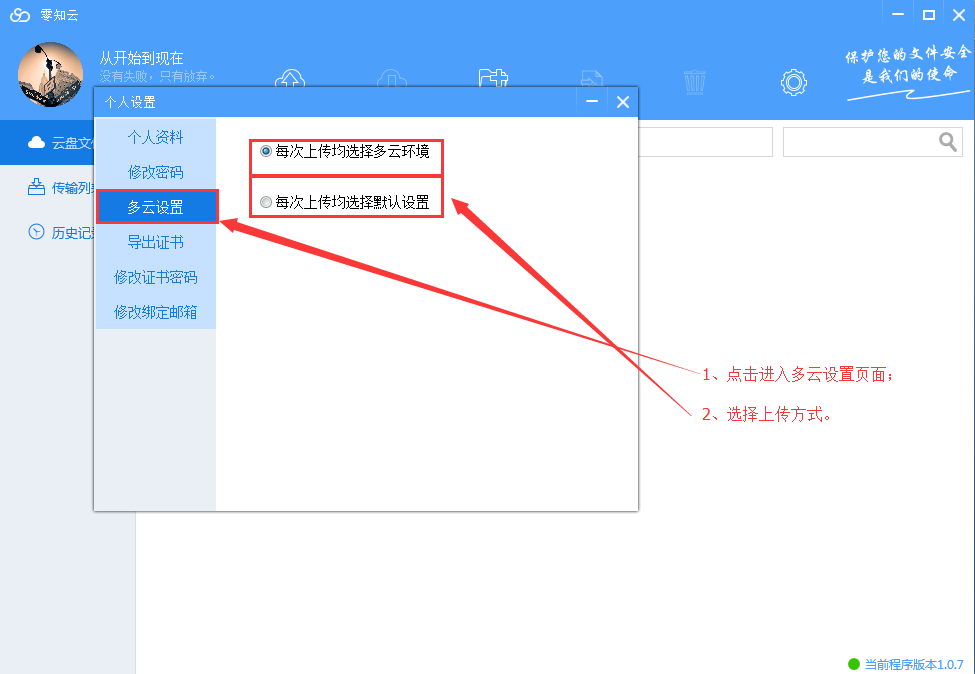 零知云
从开始到现在
没有失败，只有放弃。
保护您的文件安全
是我们的使命
个人设置
云盘文
传输列
历史记
个人资料
修改密码
多云设置
导出证书
修改证书密码
修改绑定邮箱
每次上传均选择多云环境
每次上传均选择默认设置
1、点击进入多云设置页面；
2、选择上传方式。
当前程序版本1.0.7